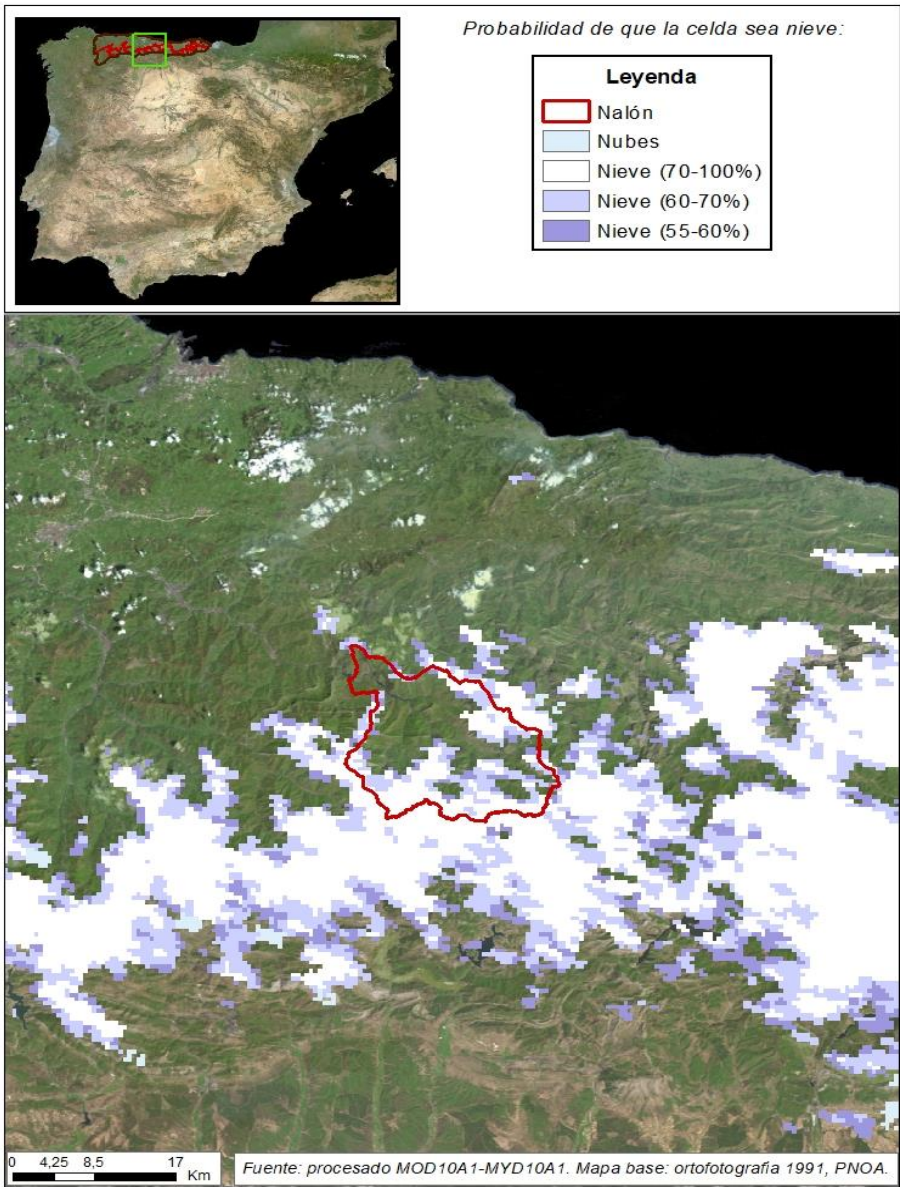 Probabilidad de que la celda sea nieve:
Leyenda
Nalón
Nubes
Nieve (70-100%)
Nieve (60-70%)
Nieve (55-60%)
0 4,25 8,5 17
Km
Fuente: procesado MOD10A1-MYD10A1. Mapa base: ortofotografía 1991, PNOA.